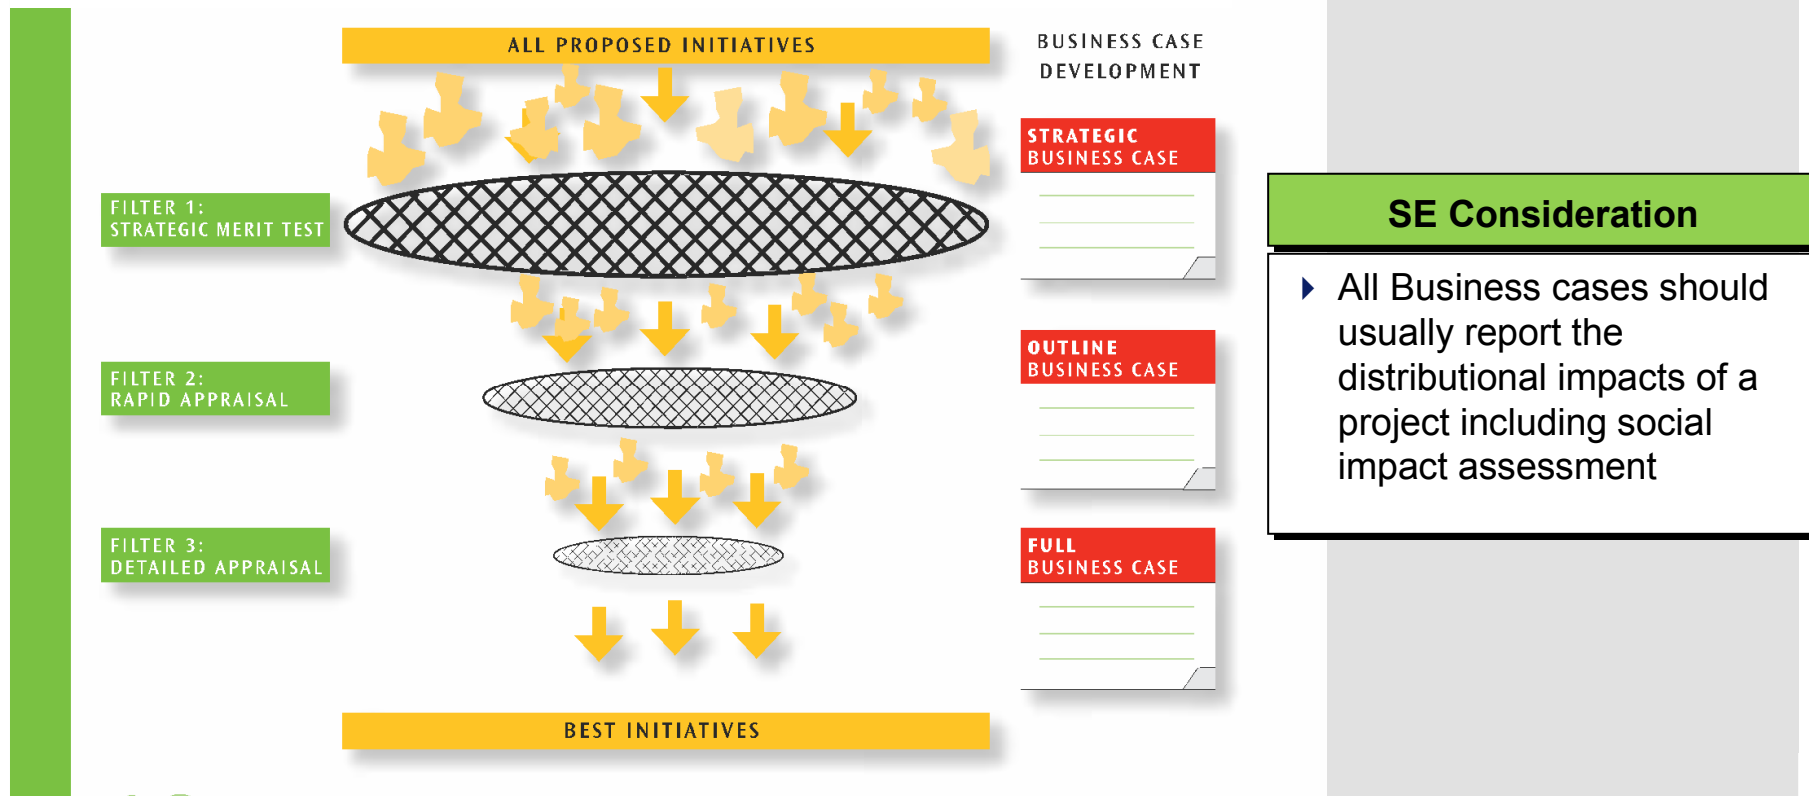 ALL PROPOSED INITIATIVES
BUSINESS CASE
DEVELOPMENT
FILTER 1:
STRATEGIC MERIT TEST
STRATEGIC
BUSINESS CASE
FILTER 2:
RAPID APPRAISAL
OUTLINE
BUSINESS CASE
FILTER 3:
DETAILED APPRAISAL
FULL
BUSINESS CASE
BEST INITIATIVES
SE Consideration
All Business cases should
usually report the
distributional impacts of a
project including social
impact assessment